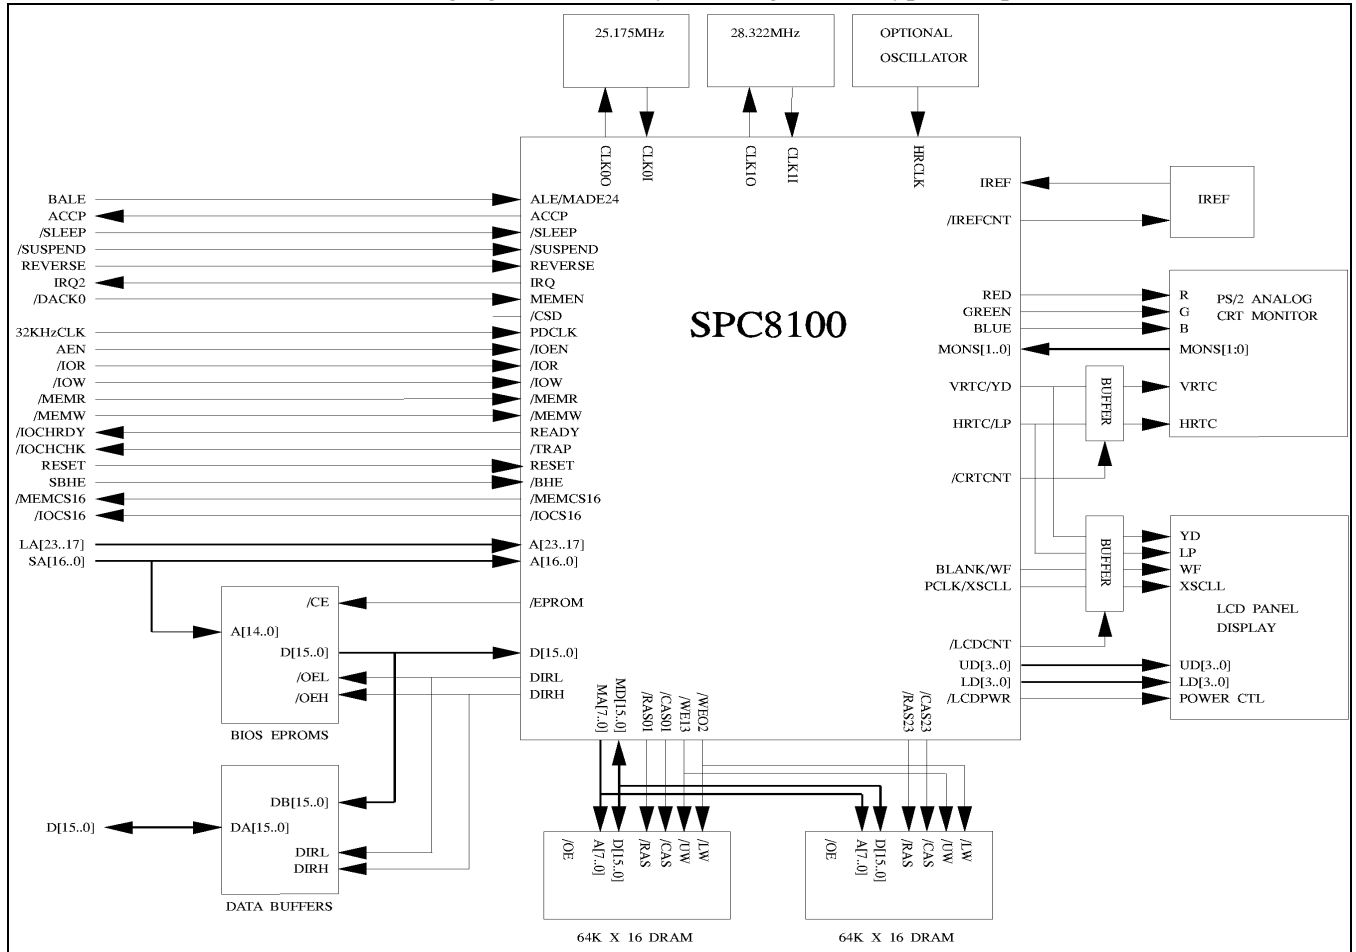 25.175MHz
28.322MHz
OPTIONAL
OSCILLATOR
CLK0O
CLK0I
CLK1O
CLK1I
HRCLK
SPC8100
BALE
ALE/MADE24
ACCP
ACCP
/SLEEP
/SLEEP
/SUSPEND
/SUSPEND
REVERSE
REVERSE
IRQ2
IRQ
/DACK0
MEMEN
/CSD
32KHzCLK
PDCLK
AEN
/IOEN
/IOR
/IOR
/IOW
/IOW
/MEMR
/MEMR
/MEMW
/MEMW
/IOCHRDY
READY
/IOCHCHK
/TRAP
RESET
RESET
SBHE
/BHE
/MEMCS16
/MEMCS16
/IOCS16
/IOCS16
LA[23..17]
A[23..17]
SA[16..0]
A[16..0]
/CE
/EPROM
A[14..0]
D[15..0]
D[15..0]
/OEL
DIRL
/OEH
DIRH
BIOS EPROMS
DB[15..0]
D[15..0]
DA[15..0]
DIRL
DIRH
DATA BUFFERS
IREF
IREF
/IREFCNT
RED
R
PS/2 ANALOG
CRT MONITOR
GREEN
G
BLUE
B
MONS[1..0]
MONS[1:0]
VRTC/YD
BUFFER
VRTC
HRTC/LP
HRTC
/CRTCNT
BUFFER
YD
LP
BLANK/WF
WF
PCLK/XSCLL
XSCLL
LCD PANEL
DISPLAY
/LCDCNT
UD[3..0]
UD[3..0]
LD[3..0]
LD[3..0]
/LCDPWR
POWER CTL
MA[7..0]
MD[15..0]
/RAS01
/CAS01
/WE13
/WEO2
/RAS23
/CAS23
/OE
A[7..0]
D[15..0]
/RAS
/CAS
/UW
/LW
64K X 16 DRAM
/OE
A[7..0]
D[15..0]
/RAS
/CAS
/UW
/LW
64K X 16 DRAM